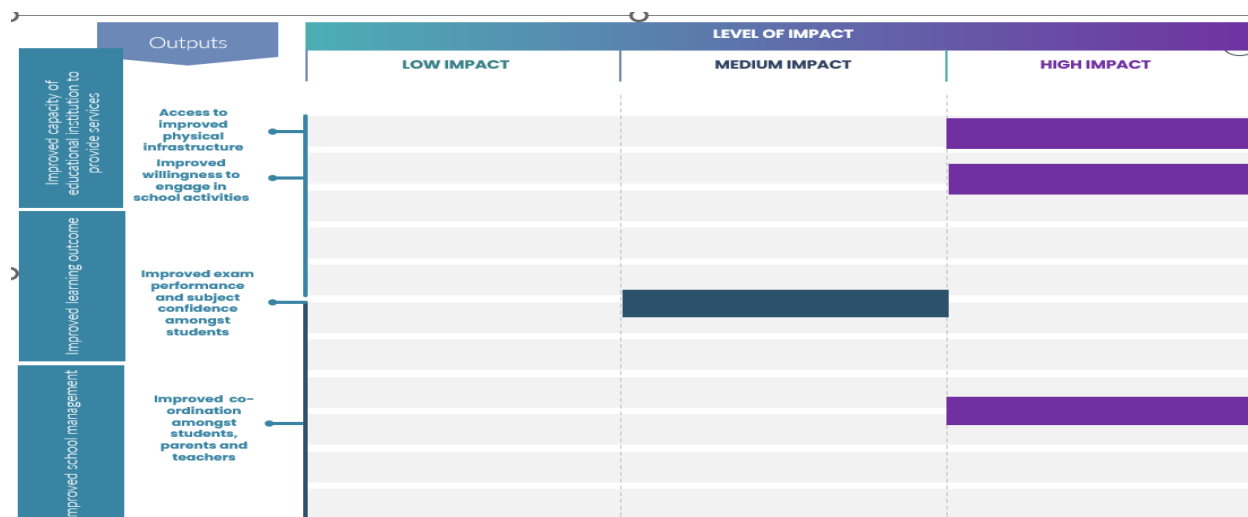 Outputs
LEVEL OF IMPACT
LOW IMPACT
MEDIUM IMPACT
HIGH IMPACT
Improved capacity of
educational institution to
provide services
Access to
improved
physical
infrastructure
Improved
willingness to
engage in
school activities
Improved learning outcome
Improved exam
performance
and subject
confidence
amongst
students
mproved school management
Improved co-
ordination
amongst
students,
parents and
teachers